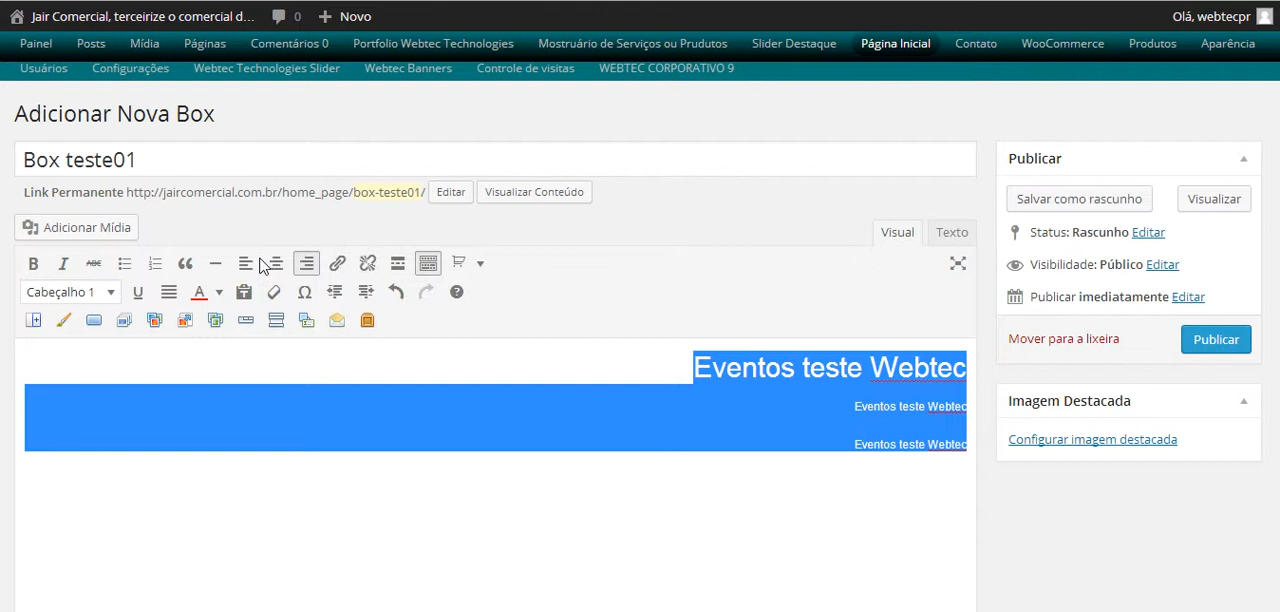 Jair Comercial, terceirize o comercial d... 0 Novo Olá, webtecpr
Painel Posts Mídia Páginas Comentários 0 Portfolio Webtec Technologies Mostruário de Serviços ou Prudutos Slider Destaque Página Inicial Contato WooCommerce Produtos Aparência
Usuários Configurações Webtec Technologies Slider Webtec Banners Controle de visitas WEBTEC CORPORATIVO 9
Adicionar Nova Box
Box teste01
Link Permanente http://jaircomercial.com.br/home_page/box-teste01/ Editar Visualizar Conteúdo
Adicionar Mídia
Visual Texto
B I ABC
Cabeçalho 1 U A Ω
Eventos teste Webtec
Eventos teste Webtec
Eventos teste Webtec
Publicar
Salvar como rascunho Visualizar
Status: Rascunho Editar
Visibilidade: Público Editar
Publicar imediatamente Editar
Mover para a lixeira Publicar
Imagem Destacada
Configurar imagem destacada